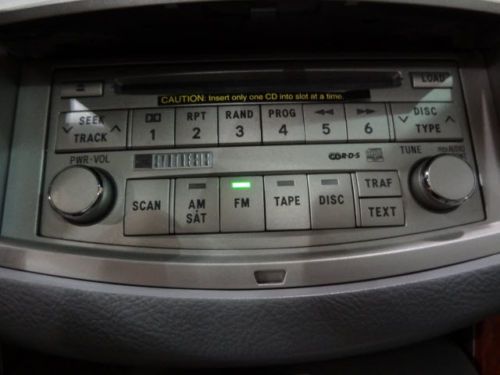 LOAD
CAUTION: Insert only one CD into slot at a time.
SEEK TRACK
1
RPT 2
RAND 3
PROG 4
5
6
DISC TYPE
PWR·VOL
R·D·S
TUNE
AUDIO
SCAN
AM SAT
FM
TAPE
DISC
TRAF
TEXT